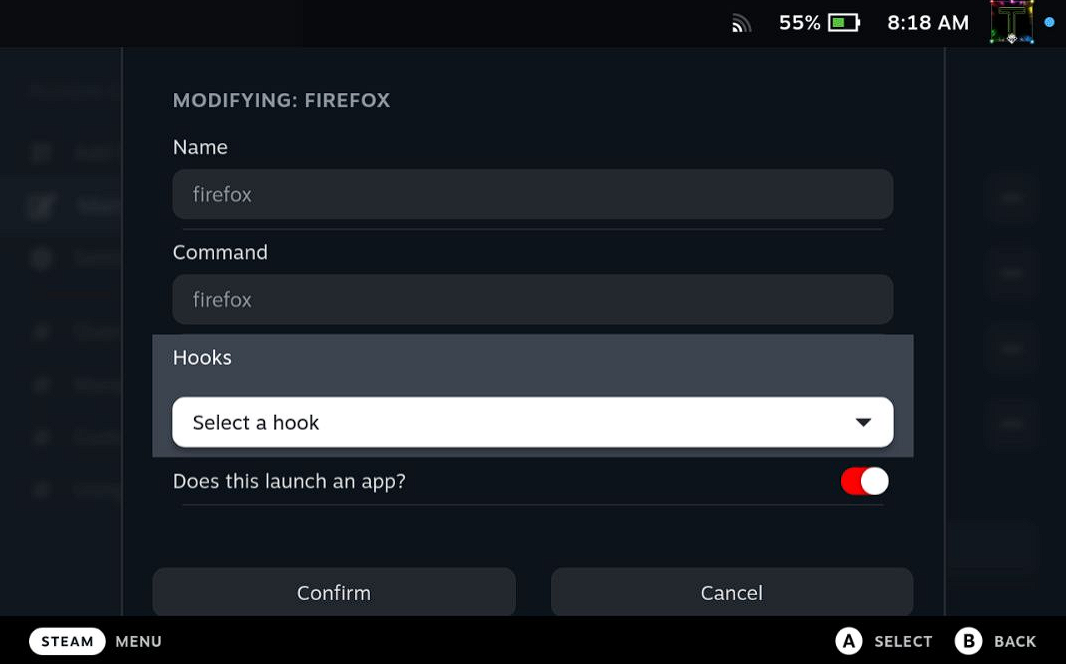 55% 8:18 AM
MODIFYING: FIREFOX
Name
firefox
Command
firefox
Hooks
Select a hook
Does this launch an app?
Confirm Cancel
STEAM MENU A SELECT B BACK